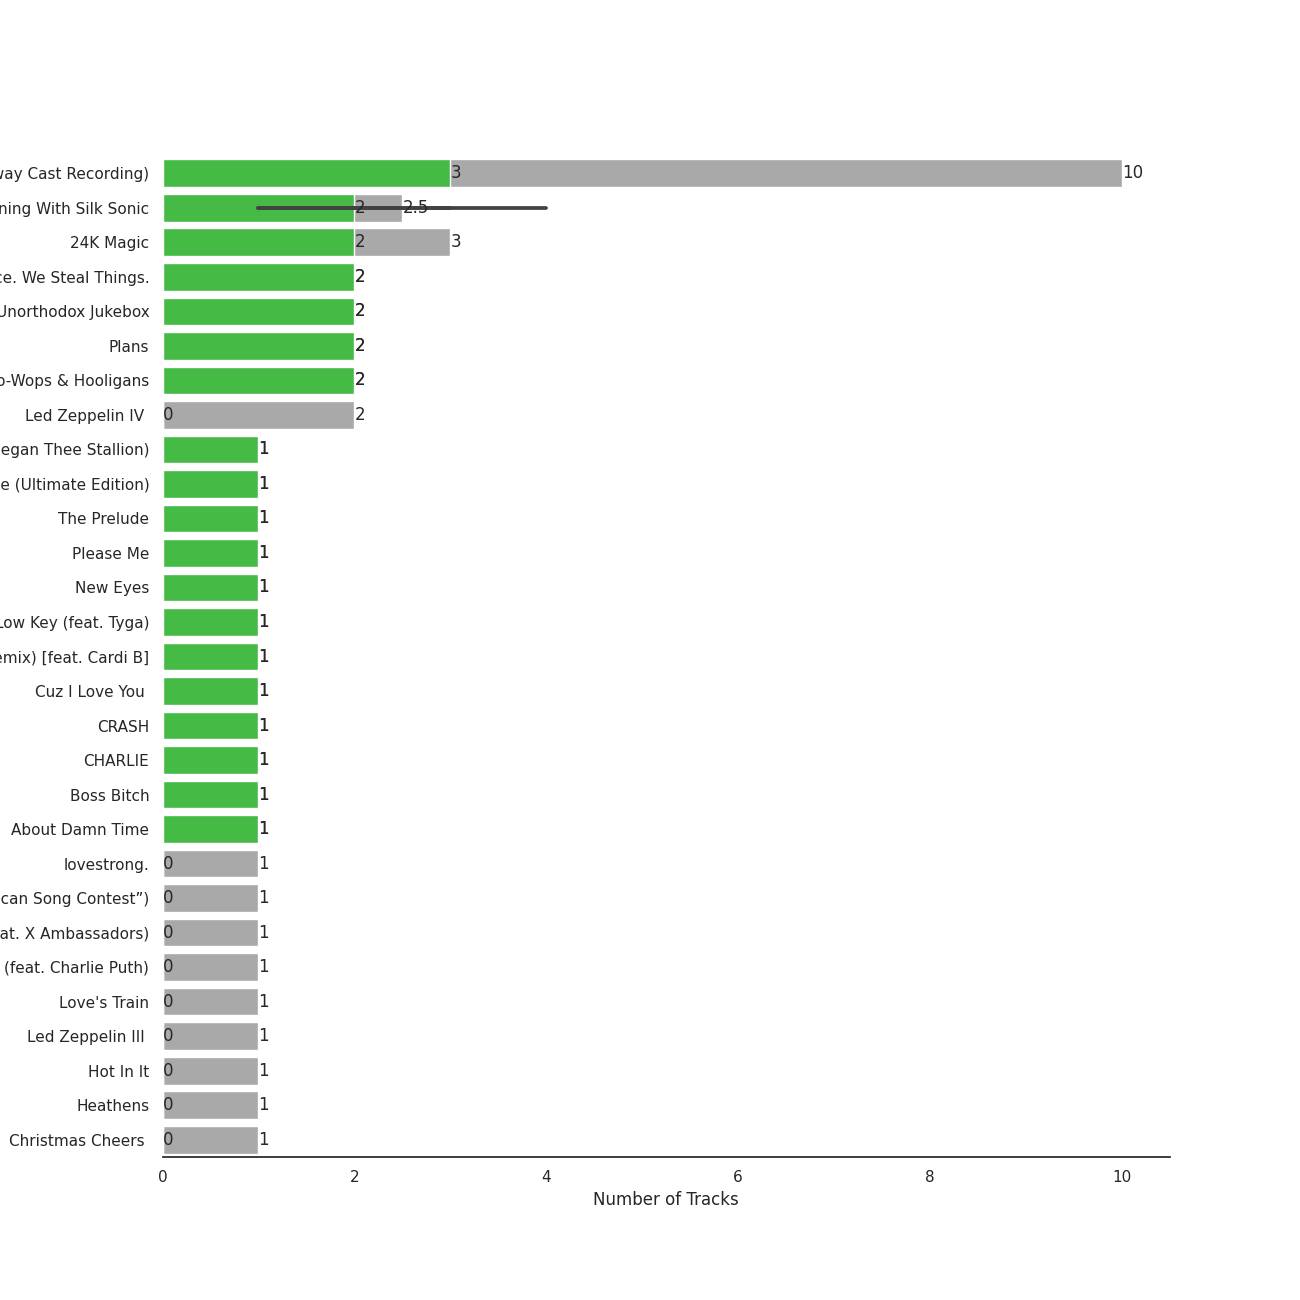 way Cast Recording) 3 10
ning With Silk Sonic 2 2.5
24K Magic 2 3
ce. We Steal Things. 2
Unorthodox Jukebox 2
Plans 2
o-Wops & Hooligans 2
Led Zeppelin IV 0 2
egan Thee Stallion) 1
e (Ultimate Edition) 1
The Prelude 1
Please Me 1
New Eyes 1
Low Key (feat. Tyga) 1
emix) [feat. Cardi B] 1
Cuz I Love You 1
CRASH 1
CHARLIE 1
Boss Bitch 1
About Damn Time 1
lovestrong. 0 1
can Song Contest”) 0 1
at. X Ambassadors) 0 1
(feat. Charlie Puth) 0 1
Love's Train 0 1
Led Zeppelin III 0 1
Hot In It 0 1
Heathens 0 1
Christmas Cheers 0 1
0 2 4 6 8 10
Number of Tracks